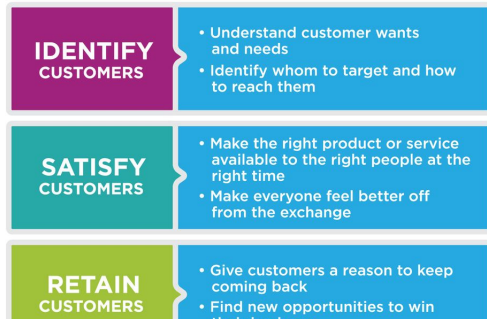 IDENTIFY
CUSTOMERS
• Understand customer wants
and needs
• Identify whom to target and how
to reach them
SATISFY
CUSTOMERS
• Make the right product or service
available to the right people at the
right time
• Make everyone feel better off
from the exchange
RETAIN
CUSTOMERS
• Give customers a reason to keep
coming back
• Find new opportunities to win